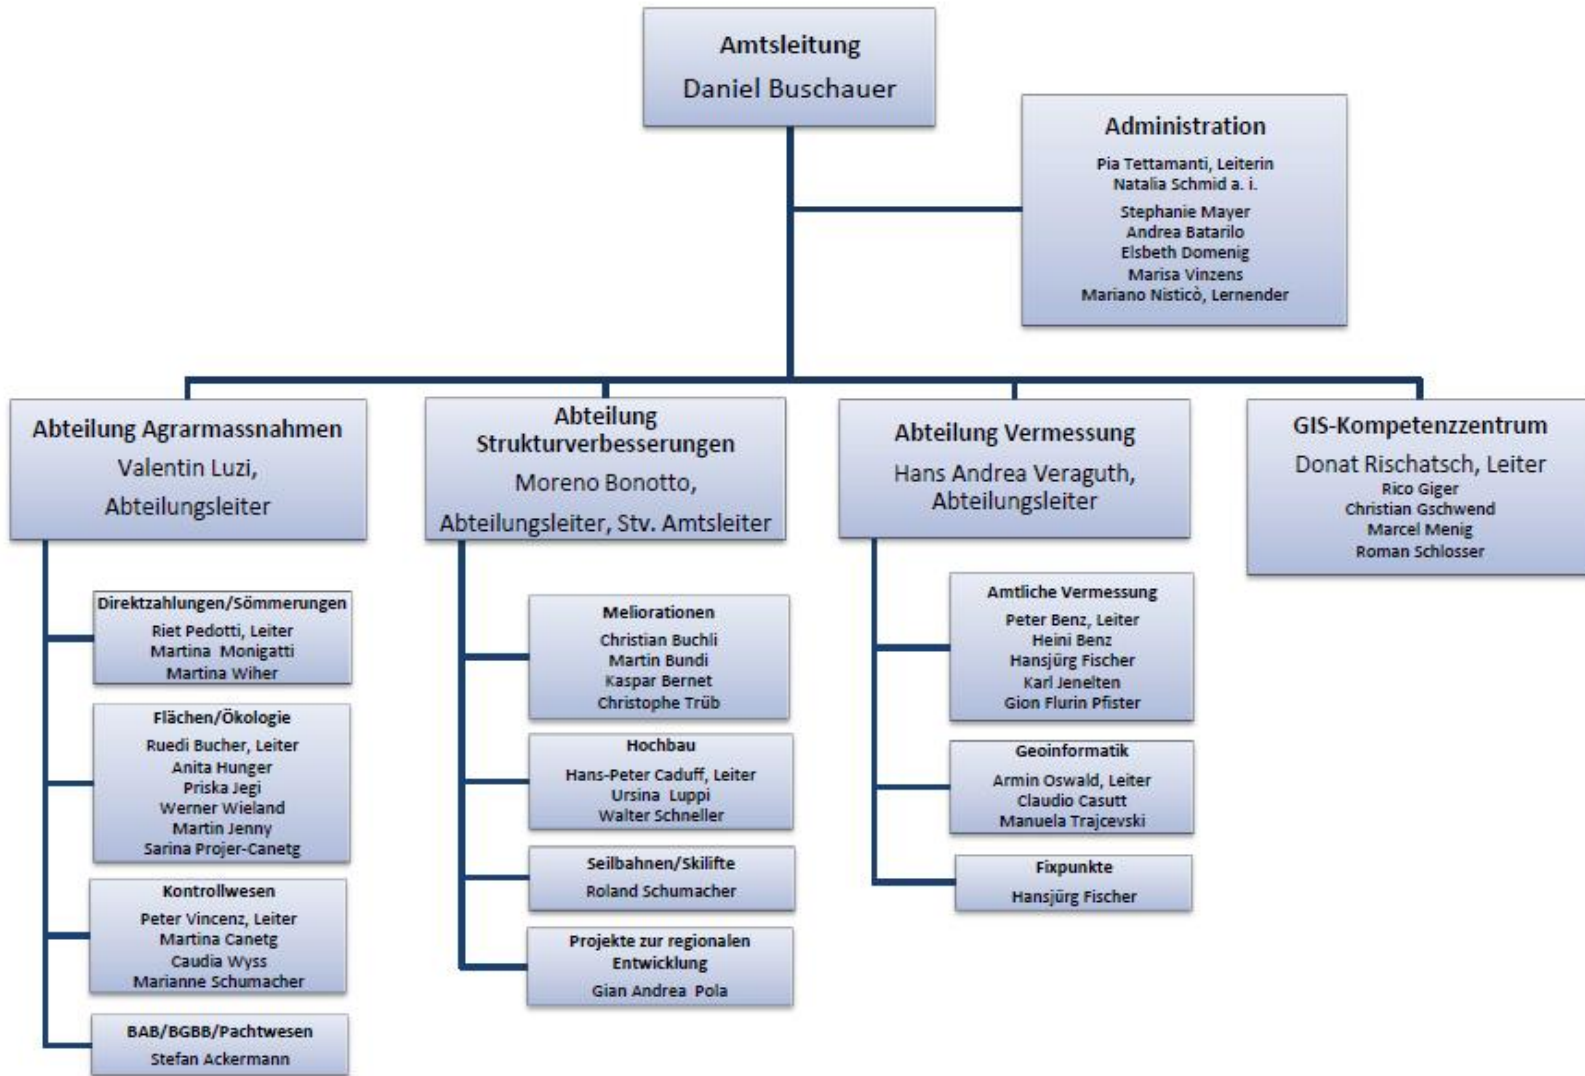 Amtsleitung
Daniel Buschauer
Administration
Pia Tettamanti, Leiterin
Natalia Schmid a. i.
Stephanie Mayer
Andrea Batarilo
Elsbeth Domenig
Marisa Vinzens
Mariano Nisticò, Lernender
Abteilung Agrarmassnahmen
Valentin Luzi,
Abteilungsleiter
Direktzahlungen/Sömmerungen
Riet Pedotti, Leiter
Martina Monigatti
Martina Wiher
Flächen/Ökologie
Ruedi Bucher, Leiter
Anita Hunger
Priska Jegi
Werner Wieland
Martin Jenny
Sarina Projer-Canetg
Kontrollwesen
Peter Vincenz, Leiter
Martina Canetg
Caudia Wyss
Marianne Schumacher
BAB/BGBB/Pachtwesen
Stefan Ackermann
Abteilung
Strukturverbesserungen
Moreno Bonotto,
Abteilungsleiter, Stv. Amtsleiter
Meliorationen
Christian Buchli
Martin Bundi
Kaspar Bernet
Christophe Trüb
Hochbau
Hans-Peter Caduff, Leiter
Ursina Luppi
Walter Schneller
Seilbahnen/Skilifte
Roland Schumacher
Projekte zur regionalen
Entwicklung
Gian Andrea Pola
Abteilung Vermessung
Hans Andrea Veraguth,
Abteilungsleiter
Amtliche Vermessung
Peter Benz, Leiter
Heini Benz
Hansjürg Fischer
Karl Jenelten
Gion Flurin Pfister
Geoinformatik
Armin Oswald, Leiter
Claudio Casutt
Manuela Trajcevski
Fixpunkte
Hansjürg Fischer
GIS-Kompetenzzentrum
Donat Rischatsch, Leiter
Rico Giger
Christian Gschwend
Marcel Menig
Roman Schlosser